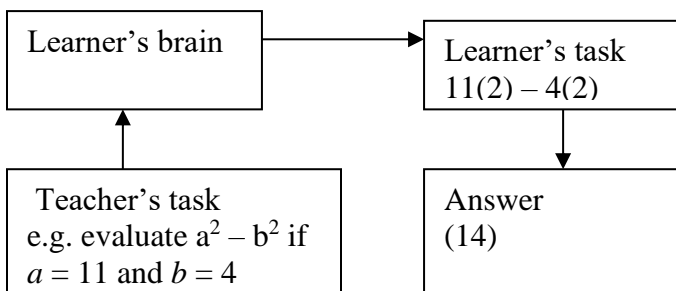 Learner’s brain
Learner’s task
11(2) – 4(2)
Teacher’s task
e.g. evaluate a² – b² if
a = 11 and b = 4
Answer
(14)